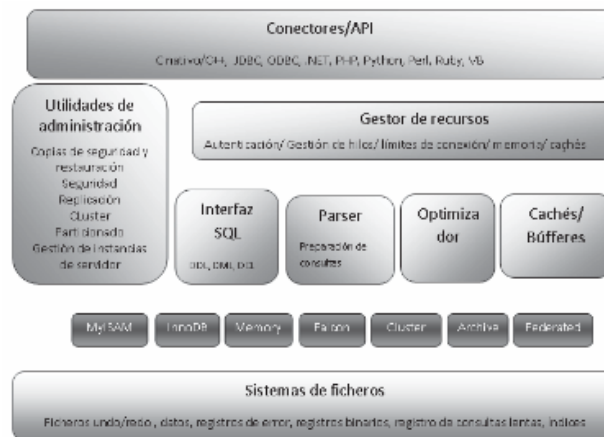 Conectores/API
C nativo/C++, JDBC, ODBC, .NET, PHP, Python, Perl, Ruby, VB
Utilidades de
administración
Copias de seguridad y
restauración
Seguridad
Replicación
Cluster
Particionado
Gestión de instancias
de servidor
Gestor de recursos
Autenticación/ Gestión de hilos/ límites de conexión/ memoria/ cachés
Interfaz
SQL
DDL, DML, DCL
Parser
Preparación de
consultas
Optimiza
dor
Cachés/
Búfferes
MyISAM
InnoDB
Memory
Falcon
Cluster
Archive
Federated
Sistemas de ficheros
Ficheros undo/redo, datos, registros de error, registros binarios, registro de consultas lentas, índices